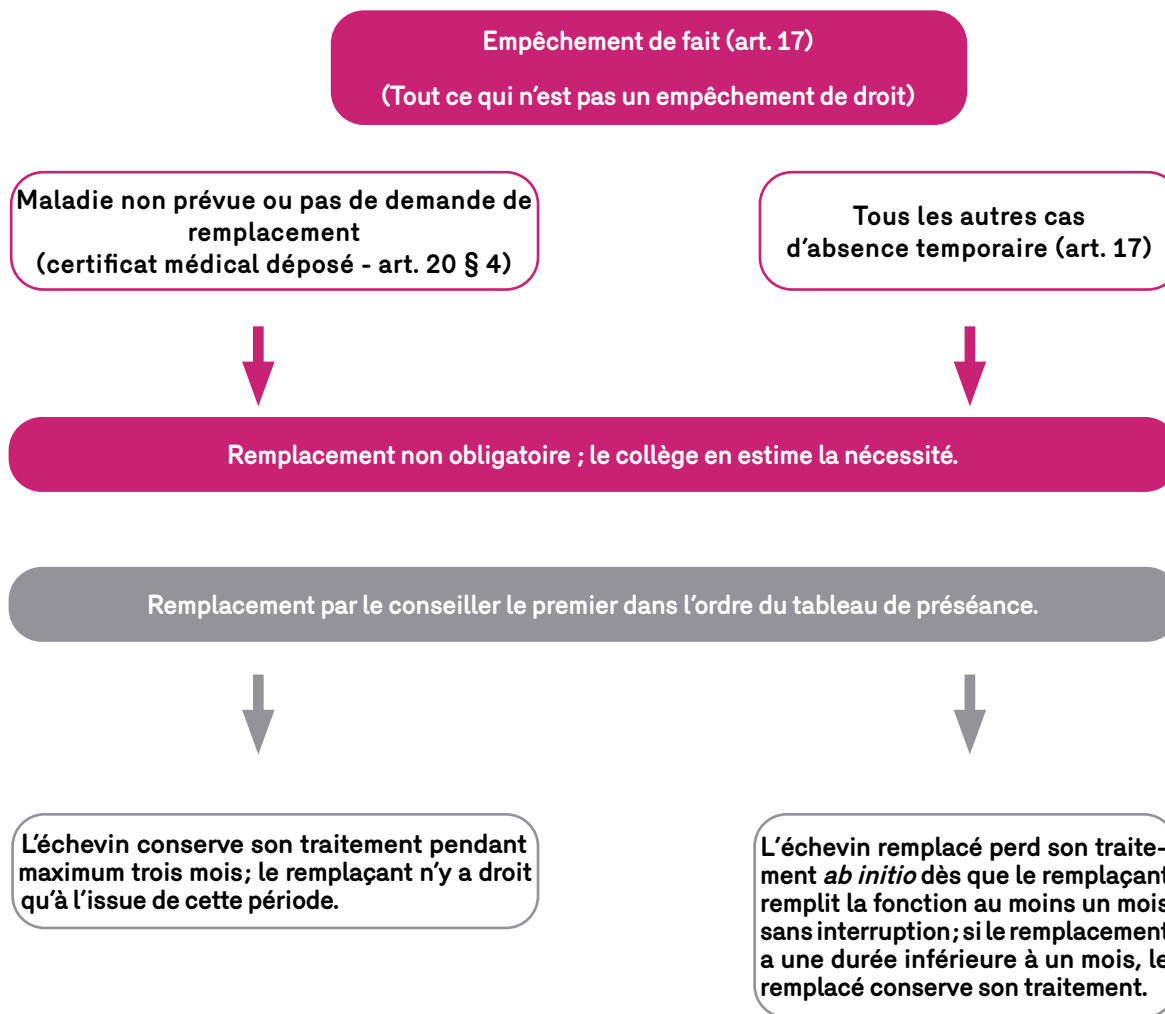 Empêchement de fait (art. 17)
(Tout ce qui n'est pas un empêchement de droit)
Maladie non prévue ou pas de demande de
remplacement
(certificat médical déposé - art. 20 § 4)
Tous les autres cas
d'absence temporaire (art. 17)
Remplacement non obligatoire ; le collège en estime la nécessité.
Remplacement par le conseiller le premier dans l'ordre du tableau de préséance.
L'échevin conserve son traitement pendant
maximum trois mois; le remplaçant n'y a droit
qu'à l'issue de cette période.
L'échevin remplacé perd son traite-
ment ab initio dès que le remplaçant
remplit la fonction au moins un mois
sans interruption; si le remplacement
a une durée inférieure à un mois, le
remplacé conserve son traitement.